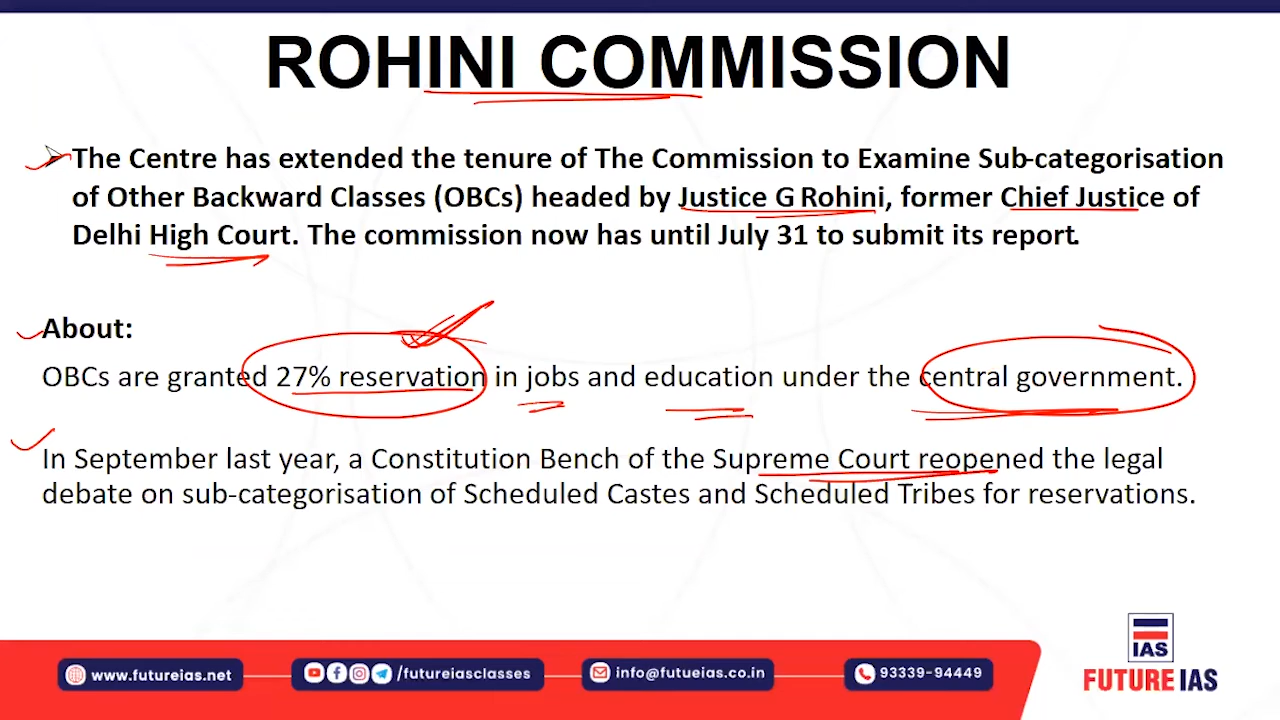 ROHINI COMMISSION
The Centre has extended the tenure of The Commission to Examine Sub-categorisation
of Other Backward Classes (OBCs) headed by Justice G Rohini, former Chief Justice of
Delhi High Court. The commission now has until July 31 to submit its report.
About:
OBCs are granted 27% reservation in jobs and education under the central government.
In September last year, a Constitution Bench of the Supreme Court reopened the legal
debate on sub-categorisation of Scheduled Castes and Scheduled Tribes for reservations.
IAS
FUTURE IAS
www.futureias.net
/futureiasclasses
info@futueias.co.in
93339-94449